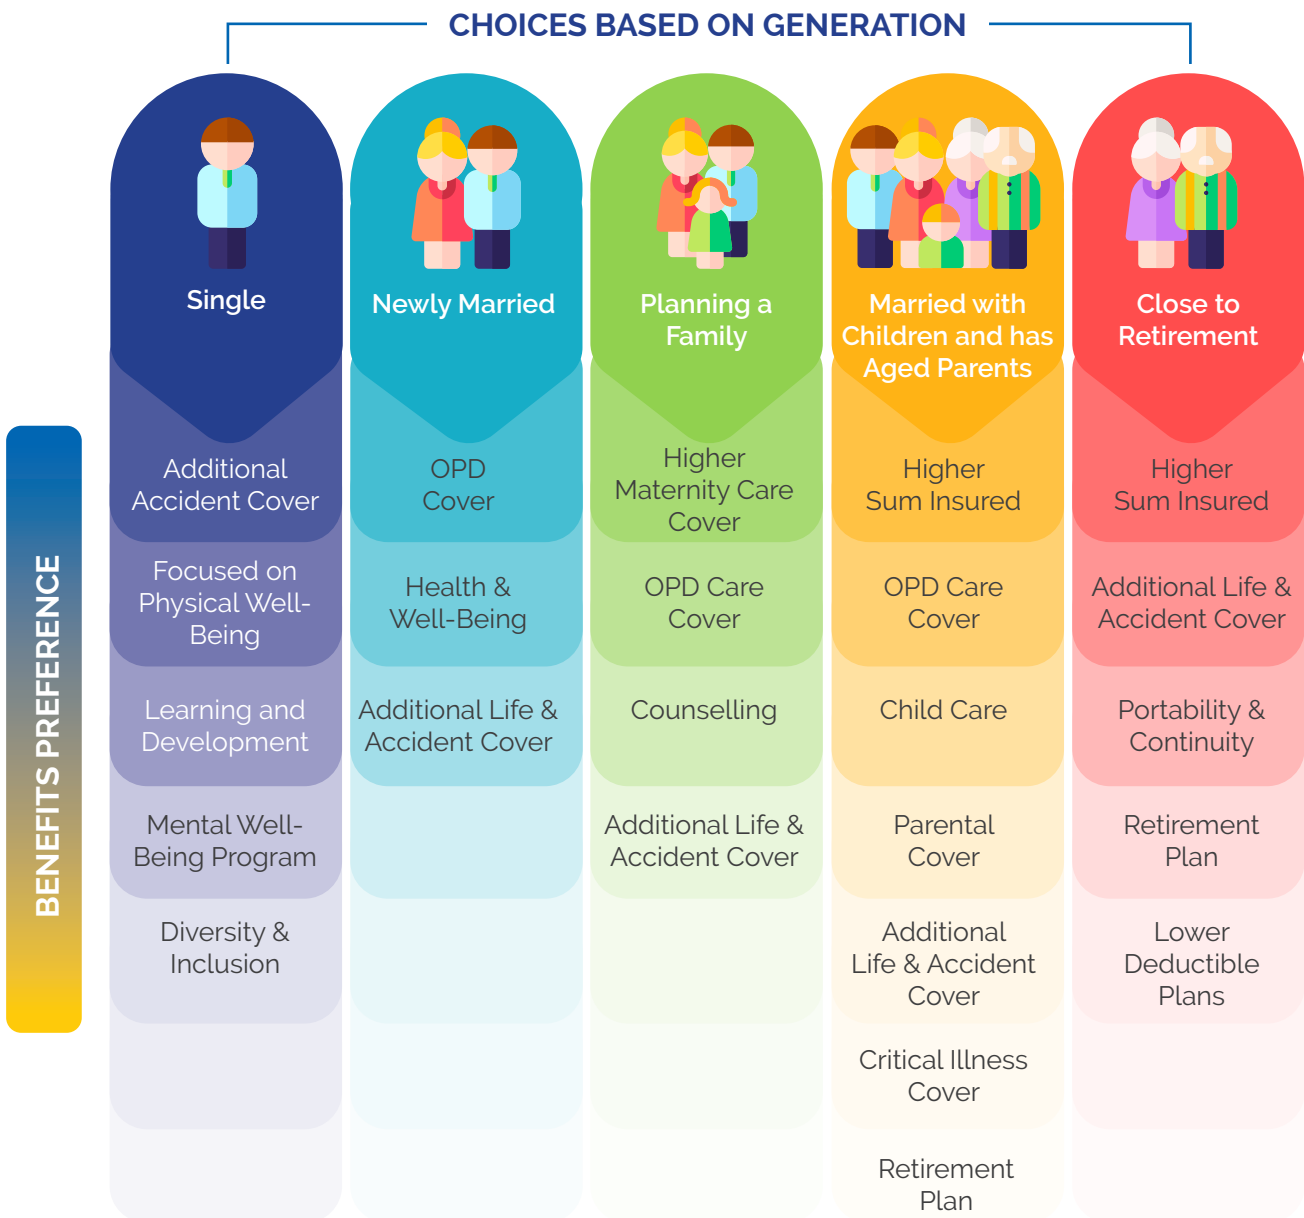 CHOICES BASED ON GENERATION
Single
Newly Married
Planning a
Family
Married with
Children and has
Aged Parents
Close to
Retirement
BENEFITS PREFERENCE
Additional
Accident Cover
Focused on
Physical Well-
Being
Learning and
Development
Mental Well-
Being Program
Diversity &
Inclusion
OPD
Cover
Health &
Well-Being
Additional Life &
Accident Cover
Higher
Maternity Care
Cover
OPD Care
Cover
Counselling
Additional Life &
Accident Cover
Higher
Sum Insured
OPD Care
Cover
Child Care
Parental
Cover
Additional
Life & Accident
Cover
Critical Illness
Cover
Retirement
Plan
Higher
Sum Insured
Additional Life &
Accident Cover
Portability &
Continuity
Retirement
Plan
Lower
Deductible
Plans